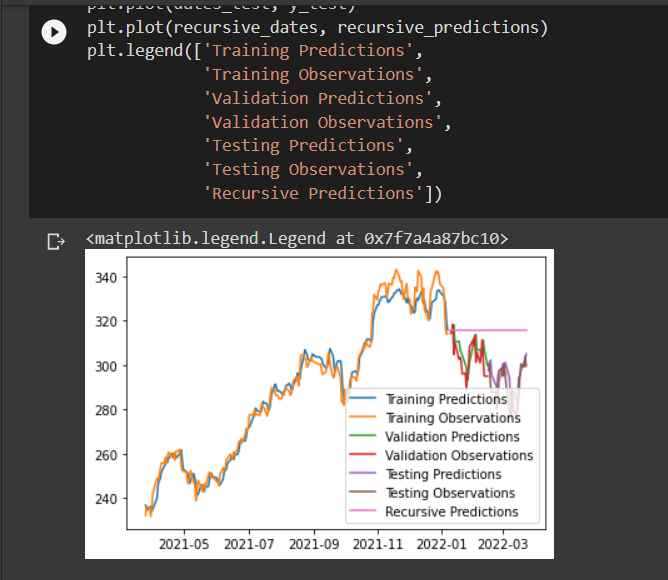 plt.plot(dates_test, y_test)
plt.plot(recursive_dates, recursive_predictions)
plt.legend(['Training Predictions',
'Training Observations',
'Validation Predictions',
'Validation Observations',
'Testing Predictions',
'Testing Observations',
'Recursive Predictions'])
<matplotlib.legend.Legend at 0x7f7a4a87bc10>
340
320
300
280
260
240
Training Predictions
Training Observations
Validation Predictions
Validation Observations
Testing Predictions
Testing Observations
Recursive Predictions
2021-05 2021-07 2021-09 2021-11 2022-01 2022-03